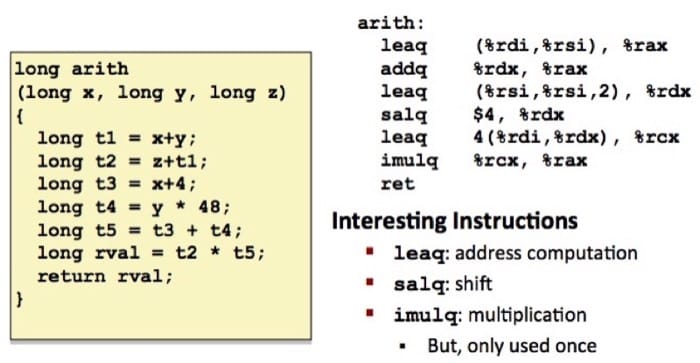 long arith
(long x, long y, long z)
{
long t1 = x+y;
long t2 = z+t1;
long t3 = x+4;
long t4 = y * 48;
long t5 = t3 + t4;
long rval = t2 * t5;
return rval;
}
arith:
leaq (%rdi,%rsi), %rax
addq %rdx, %rax
leaq (%rsi,%rsi,2), %rdx
salq $4, %rdx
leaq 4(%rdi,%rdx), %rcx
imulq %rcx, %rax
ret
Interesting Instructions
▪ leaq: address computation
▪ salq: shift
▪ imulq: multiplication
▪ But, only used once